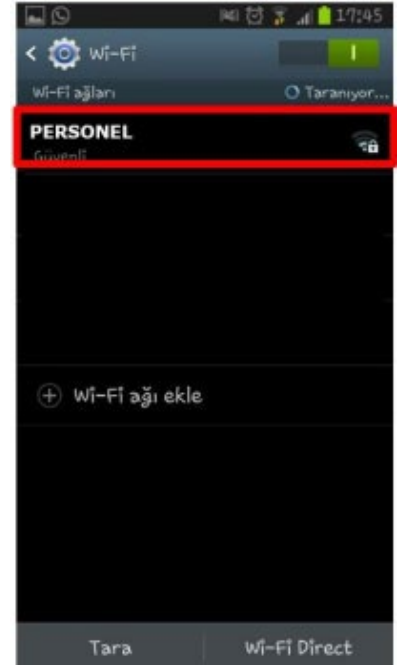 17:45
Wi-Fi
Wi-Fi ağları Taranıyor...
PERSONEL
Güvenli
Wi-Fi ağı ekle
Tara Wi-Fi Direct